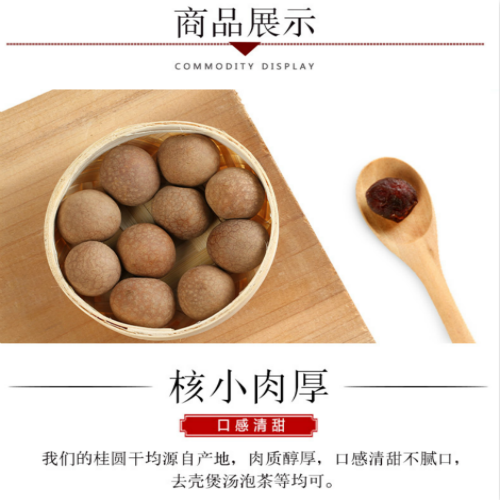 商品展示
COMMODITY DISPLAY
核小肉厚
口感清甜
我们的桂圆干均源自产地，肉质醇厚，口感清甜不腻口，
去壳煲汤泡茶等均可。